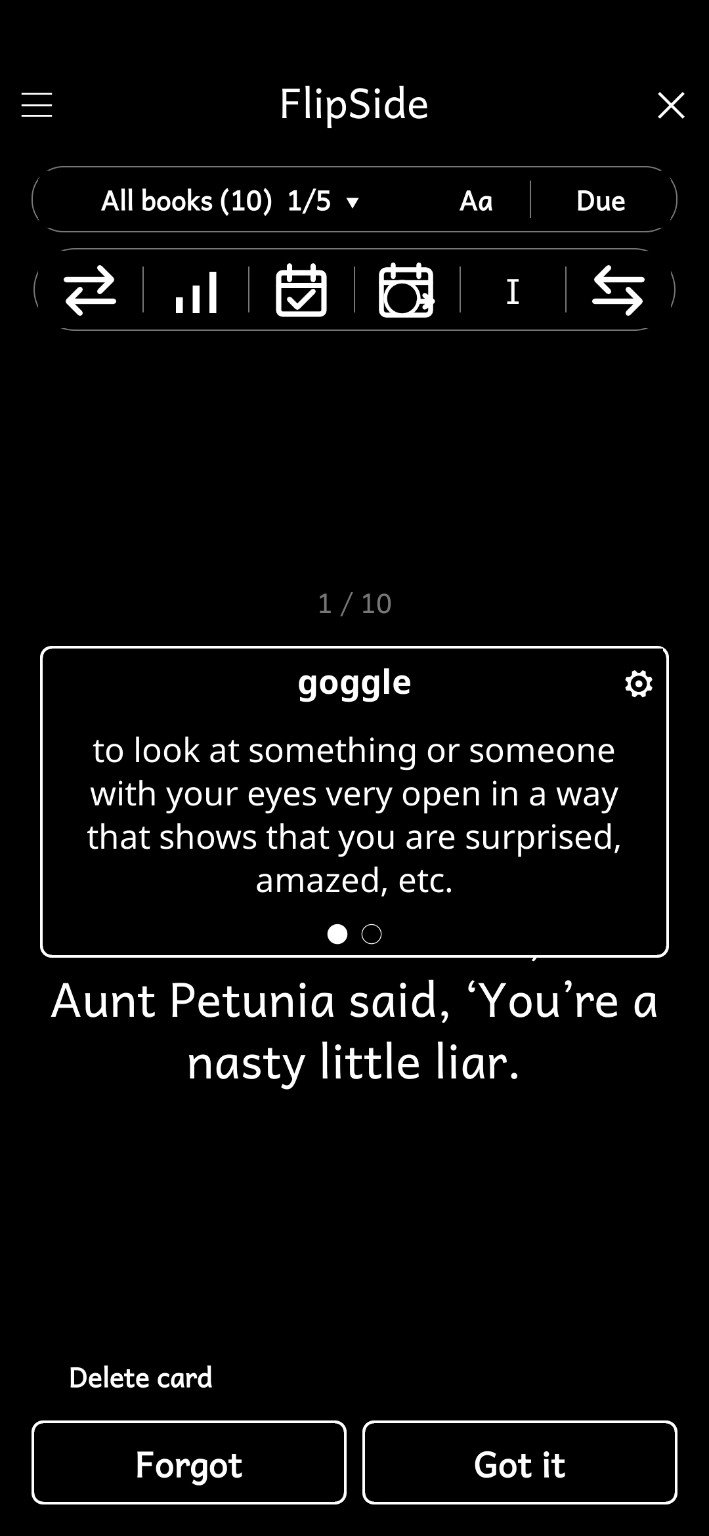 FlipSide
All books (10) 1/5 ▾
Aa
Due
I
1 / 10
goggle
to look at something or someone
with your eyes very open in a way
that shows that you are surprised,
amazed, etc.
Aunt Petunia said, ‘You’re a
nasty little liar.
Delete card
Forgot
Got it